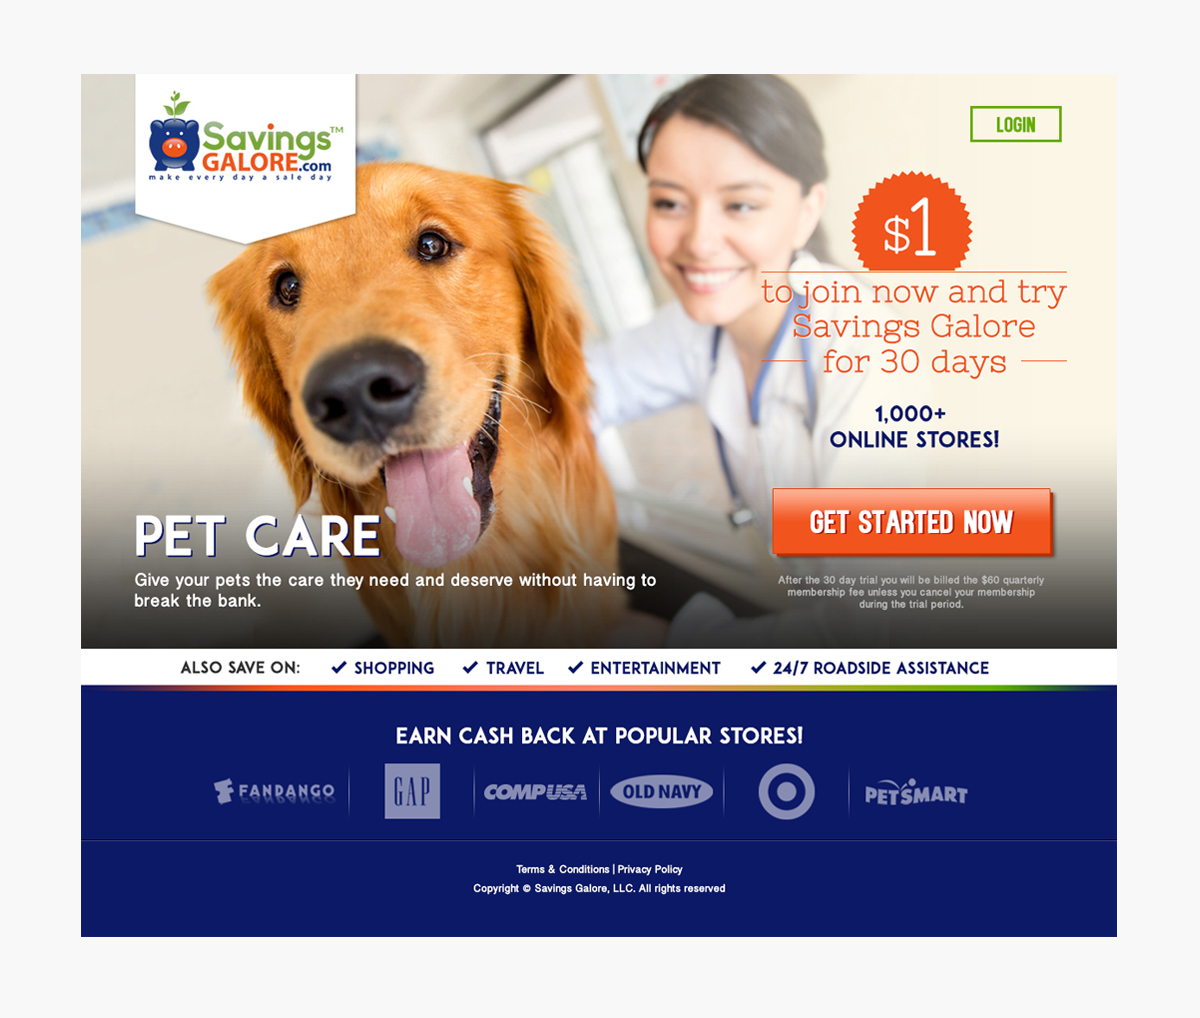 Savings™
GALORE.com
make every day a sale day
LOGIN
$1
to join now and try
Savings Galore
for 30 days
1,000+
ONLINE STORES!
GET STARTED NOW
After the 30 day trial you will be billed the $60 quarterly
membership fee unless you cancel your membership
during the trial period.
PET CARE
Give your pets the care they need and deserve without having to
break the bank.
ALSO SAVE ON: SHOPPING TRAVEL ENTERTAINMENT 24/7 ROADSIDE ASSISTANCE
EARN CASH BACK AT POPULAR STORES!
FANDANGO GAP COMPUSA OLD NAVY PETSMART
Terms & Conditions | Privacy Policy
Copyright © Savings Galore, LLC. All rights reserved